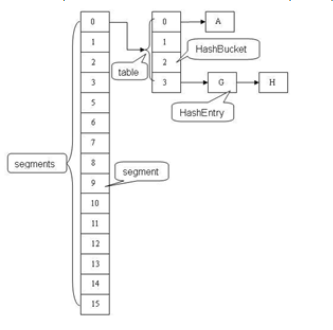 0 0 A
1 1 HashBucket
2 table 2
3 3 G H
5 HashEntry
6
7
segments 8
9 segment
10
11
12
13
14
15